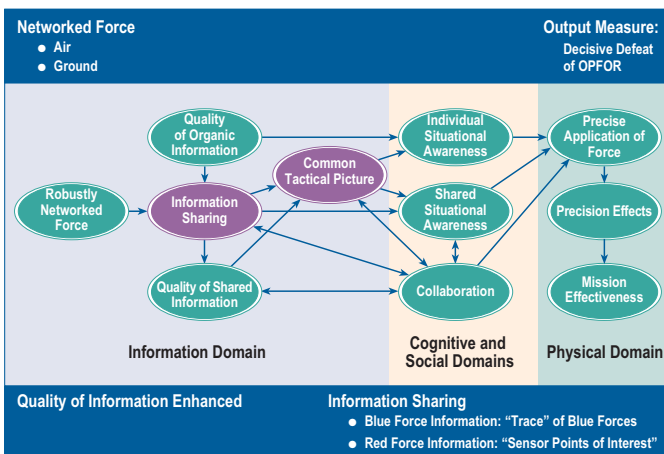 Networked Force
● Air
● Ground
Output Measure:
Decisive Defeat
of OPFOR
Quality
of Organic
Information
Individual
Situational
Awareness
Precise
Application of
Force
Common
Tactical Picture
Robustly
Networked
Force
Information
Sharing
Shared
Situational
Awareness
Precision Effects
Quality of Shared
Information
Collaboration
Mission
Effectiveness
Information Domain
Cognitive and
Social Domains
Physical Domain
Quality of Information Enhanced
Information Sharing
● Blue Force Information: “Trace” of Blue Forces
● Red Force Information: “Sensor Points of Interest”